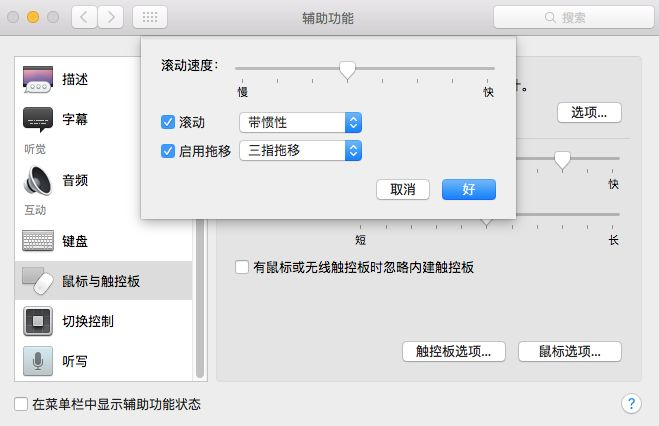 辅助功能
搜索
描述
字幕
听觉
音频
互动
键盘
鼠标与触控板
切换控制
听写
滚动速度：
慢
快
滚动
带惯性
启用拖移
三指拖移
取消
好
计。
选项...
快
短
长
有鼠标或无线触控板时忽略内建触控板
触控板选项...
鼠标选项...
在菜单栏中显示辅助功能状态
?